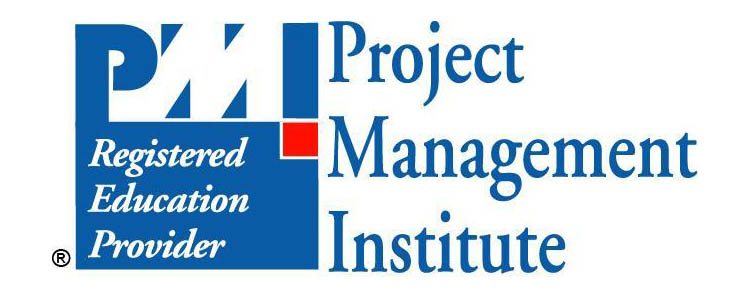 PMI
Registered
Education
Provider
®
Project
Management
Institute